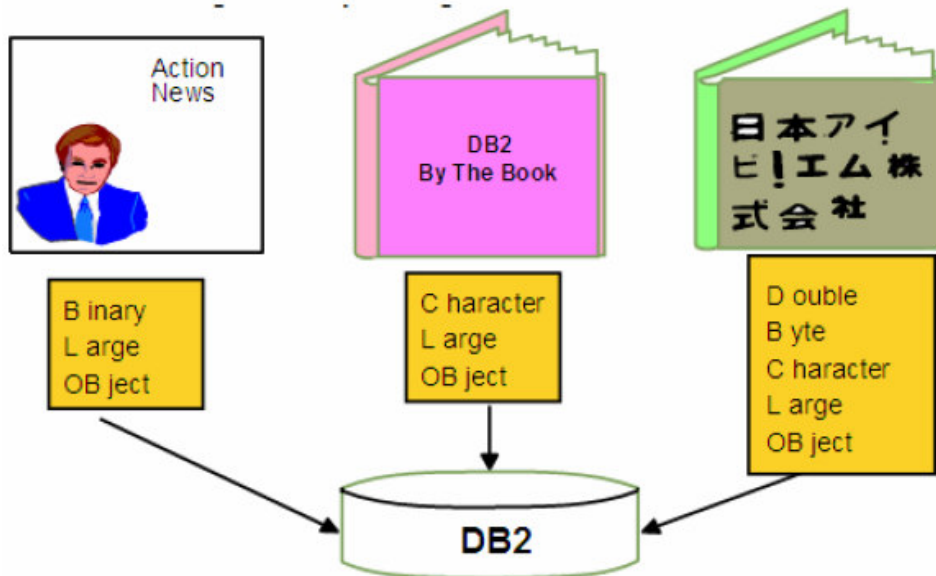 Action
News
DB2
By The Book
日本アイ
ビ！エム株
式会社
B inary
L arge
OB ject
C haracter
L arge
OB ject
D ouble
B yte
C haracter
L arge
OB ject
DB2